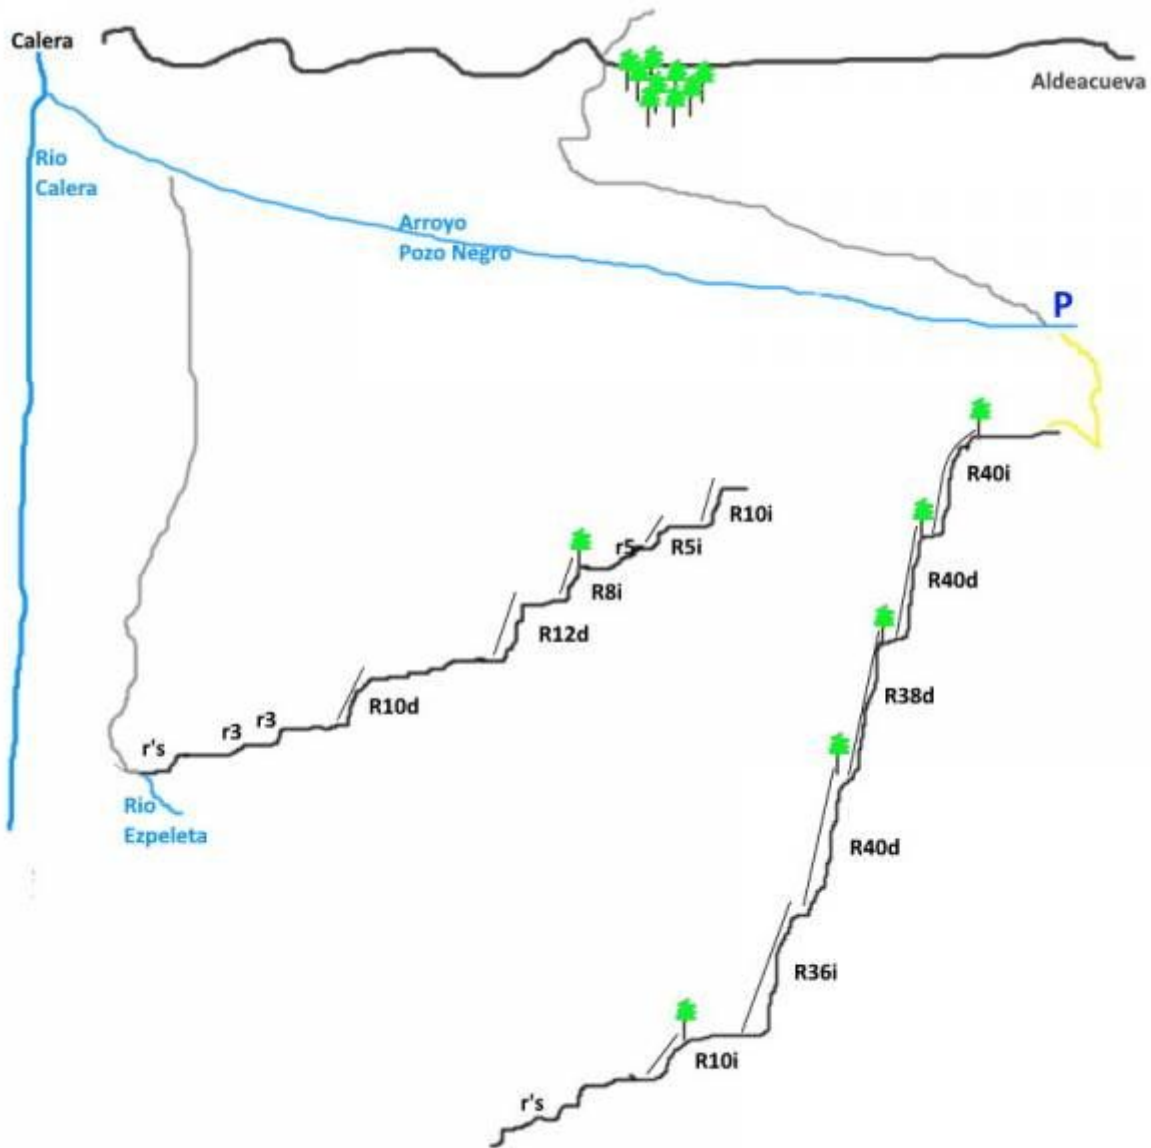 Calera
Aldeacueva
Rio
Calera
Arroyo
Pozo Negro
P
R40i
R10i
r5
R5i
R8i
R40d
R12d
R38d
R10d
r3
r3
r's
Rio
Ezpeleta
R40d
R36i
R10i
r's